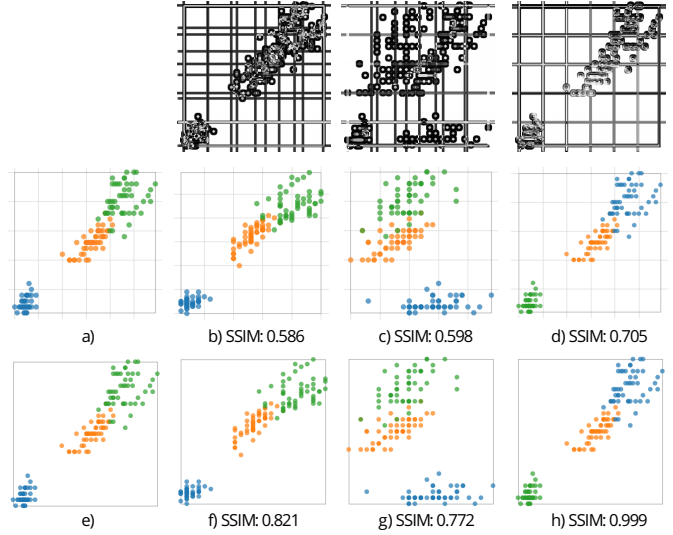 a)
b) SSIM: 0.586
c) SSIM: 0.598
d) SSIM: 0.705
e)
f) SSIM: 0.821
g) SSIM: 0.772
h) SSIM: 0.999